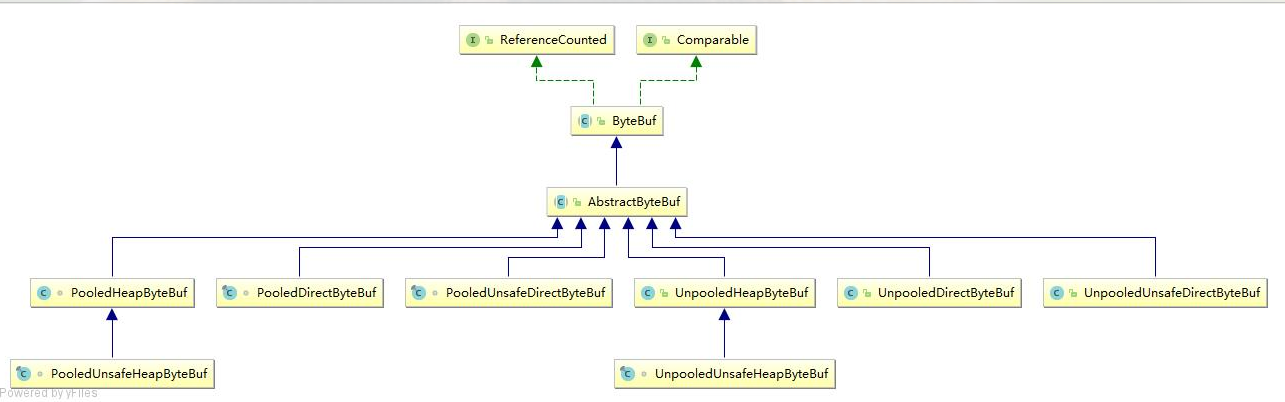 ReferenceCounted
Comparable
ByteBuf
AbstractByteBuf
PooledHeapByteBuf
PooledDirectByteBuf
PooledUnsafeDirectByteBuf
UnpooledHeapByteBuf
UnpooledDirectByteBuf
UnpooledUnsafeDirectByteBuf
PooledUnsafeHeapByteBuf
UnpooledUnsafeHeapByteBuf
Powered by yFiles